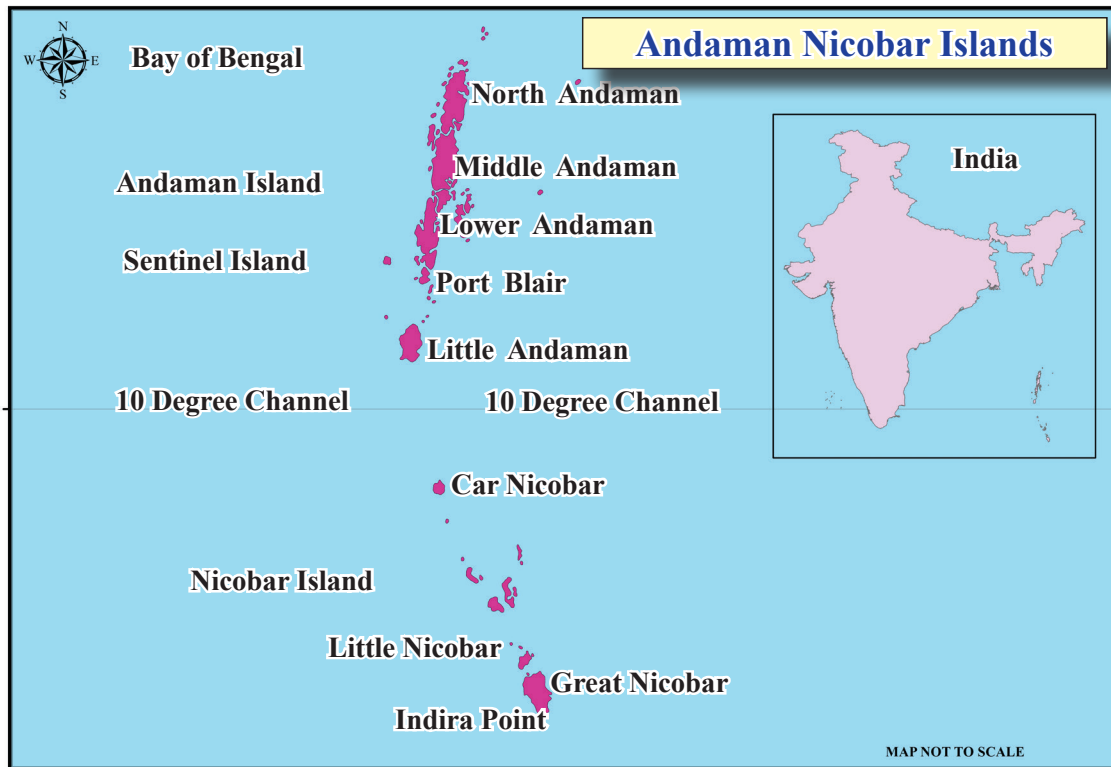 N
W E
S
Bay of Bengal
Andaman Nicobar Islands
North Andaman
India
Middle Andaman
Andaman Island
Lower Andaman
Sentinel Island
Port Blair
Little Andaman
10 Degree Channel
10 Degree Channel
Car Nicobar
Nicobar Island
Little Nicobar
Great Nicobar
Indira Point
MAP NOT TO SCALE